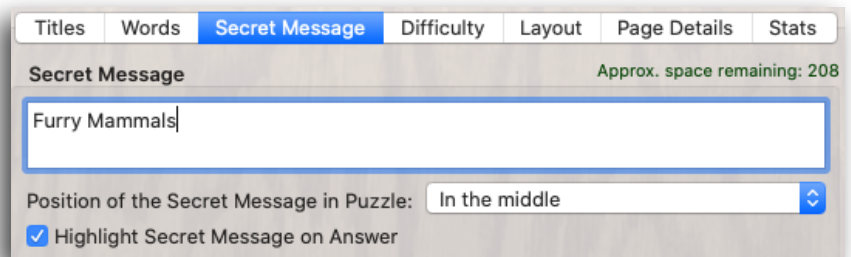 Titles Words Secret Message Difficulty Layout Page Details Stats
Secret Message Approx. space remaining: 208
Furry Mammals
Position of the Secret Message in Puzzle: In the middle
Highlight Secret Message on Answer